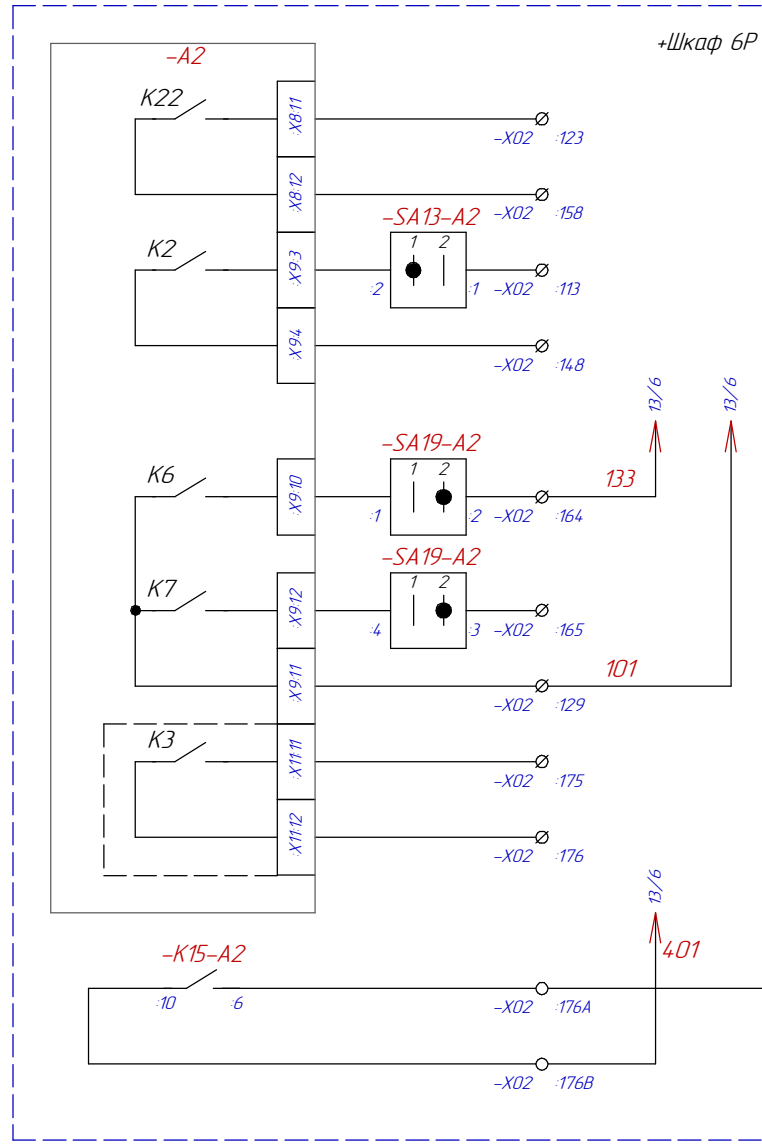 +Шкаф 6Р
-A2
K22
:X8:11
-X02 :123
:X8:12
-X02 :158
-SA13-A2
1 2
K2
:X9:3
:2
:1
-X02 :113
:X9:4
-X02 :148
13/6
13/6
-SA19-A2
1 2
K6
:X9:10
:1
:2
-X02 :164
133
-SA19-A2
1 2
K7
:X9:12
:4
:3
-X02 :165
:X9:11
-X02 :129
101
K3
:X11:11
-X02 :175
:X11:12
-X02 :176
13/6
-K15-A2
401
:10
:6
-X02 :176A
-X02 :176B